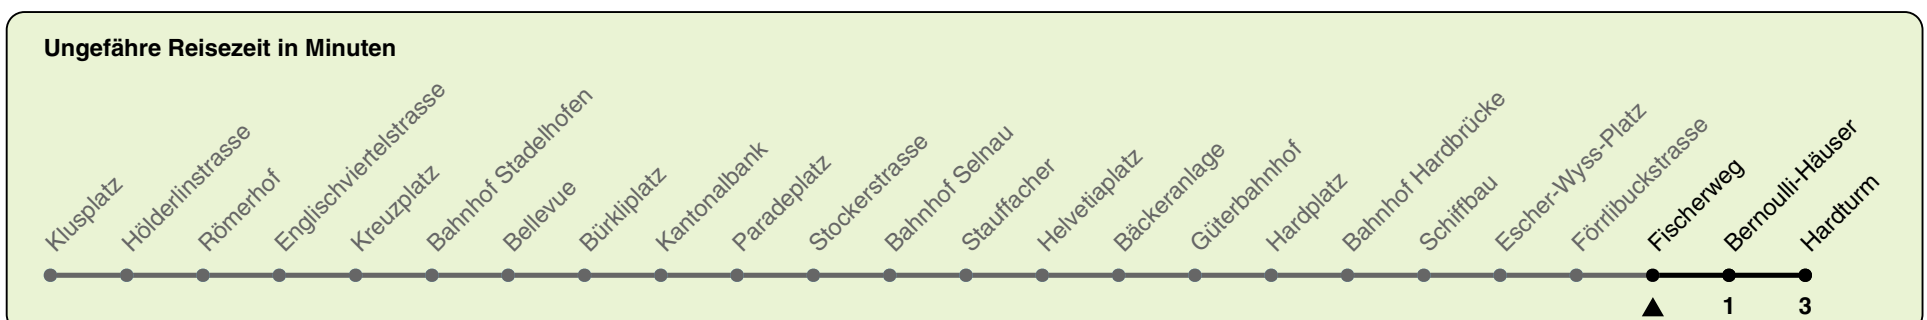 Ungefähre Reisezeit in Minuten
Klusplatz
Hölderlinstrasse
Römerhof
Englischviertelstrasse
Kreuzplatz
Bahnhof Stadelhofen
Bellevue
Bürkliplatz
Kantonalbank
Paradeplatz
Stockerstrasse
Bahnhof Selnau
Stauffacher
Helvetiaplatz
Bäckeranlage
Güterbahnhof
Hardplatz
Bahnhof Hardbrücke
Schiffbau
Escher-Wyss-Platz
Förrlibuckstrasse
Fischerweg
Bernoulli-Häuser
Hardturm
1 3